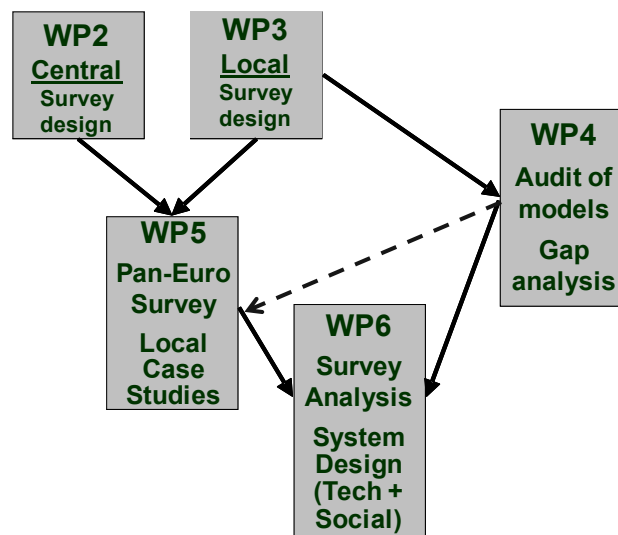 WP2
Central
Survey
design
WP3
Local
Survey
design
WP4
Audit of
models
Gap
analysis
WP5
Pan-Euro
Survey
Local
Case
Studies
WP6
Survey
Analysis
System
Design
(Tech +
Social)